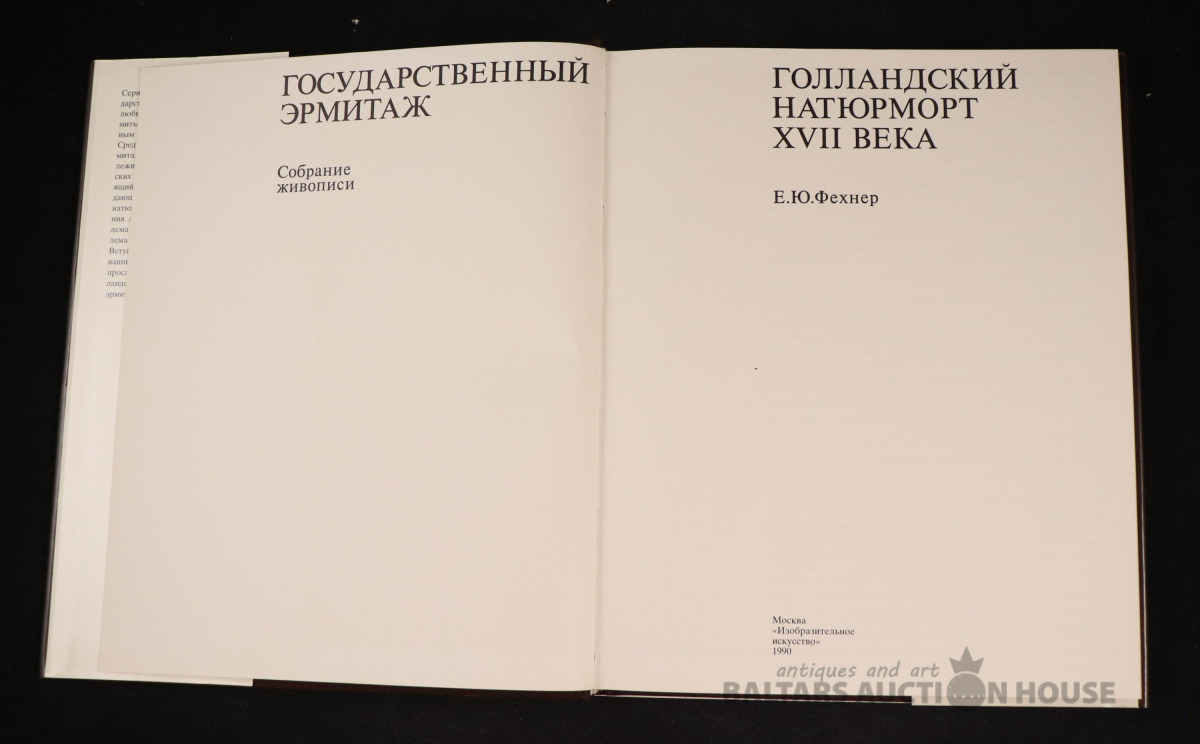 ГОСУДАРСТВЕННЫЙ
ЭРМИТАЖ
Собрание
живописи
ГОЛЛАНДСКИЙ
НАТЮРМОРТ
XVII ВЕКА
Е.Ю.Фехнер
Москва
«Изобразительное
искусство»
1990
antiques and art
BALTARS AUCTION HOUSE